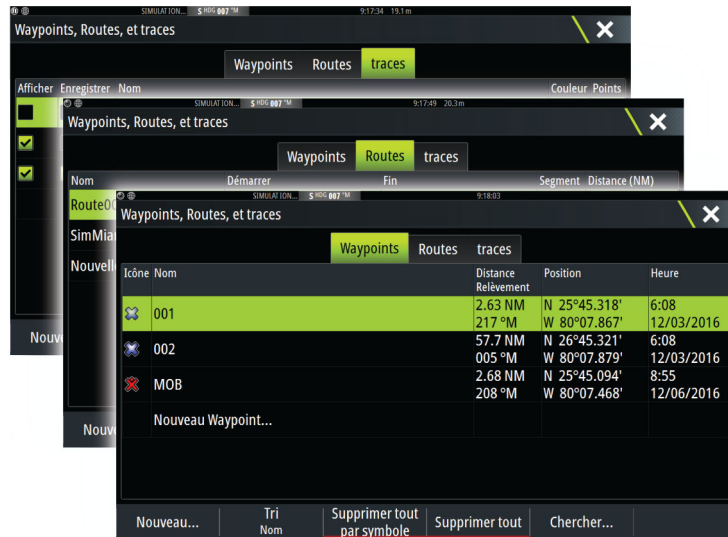 SIMULATION... S HDG 007 °M 9:17:34 19.1 m
Waypoints, Routes, et traces
Waypoints Routes traces
Afficher Enregistrer Nom Couleur Points
SIMULATION... S HDG 007 °M 9:17:49 20.3 m
Waypoints, Routes, et traces
Waypoints Routes traces
Nom Démarrer Fin Segment Distance (NM)
SIMULATION... S HDG 007 °M 9:18:03
Waypoints, Routes, et traces
Waypoints Routes traces
Icône Nom Distance Position Heure
Relèvement
001 2.63 NM N 25°45.318' 6:08
217 °M W 80°07.867' 12/03/2016
002 57.7 NM N 26°45.321' 6:08
005 °M W 80°07.879' 12/03/2016
MOB 2.68 NM N 25°45.094' 8:55
208 °M W 80°07.468' 12/06/2016
Nouveau Waypoint...
Nouveau... Tri Supprimer tout Supprimer tout Chercher...
Nom par symbole